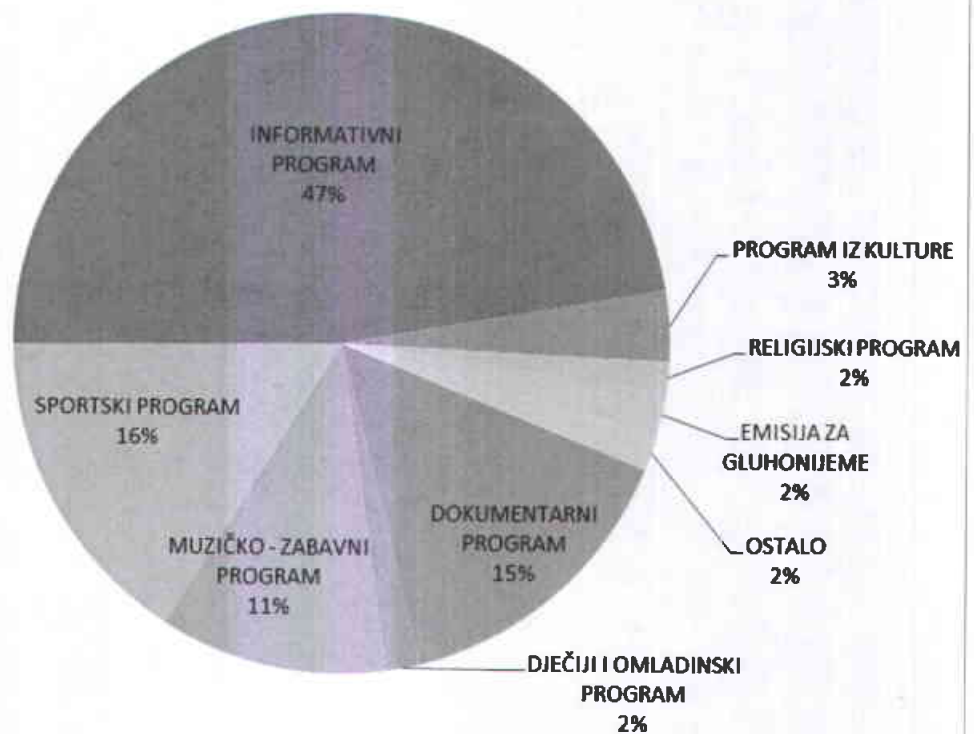 INFORMATIVNI
PROGRAM
47%
PROGRAM IZ KULTURE
3%
RELIGIJSKI PROGRAM
2%
EMISIJA ZA
GLUHONIJEME
2%
OSTALO
2%
DOKUMENTARNI
PROGRAM
15%
DJEČIJI I OMLADINSKI
PROGRAM
2%
MUZIČKO - ZABAVNI
PROGRAM
11%
SPORTSKI PROGRAM
16%